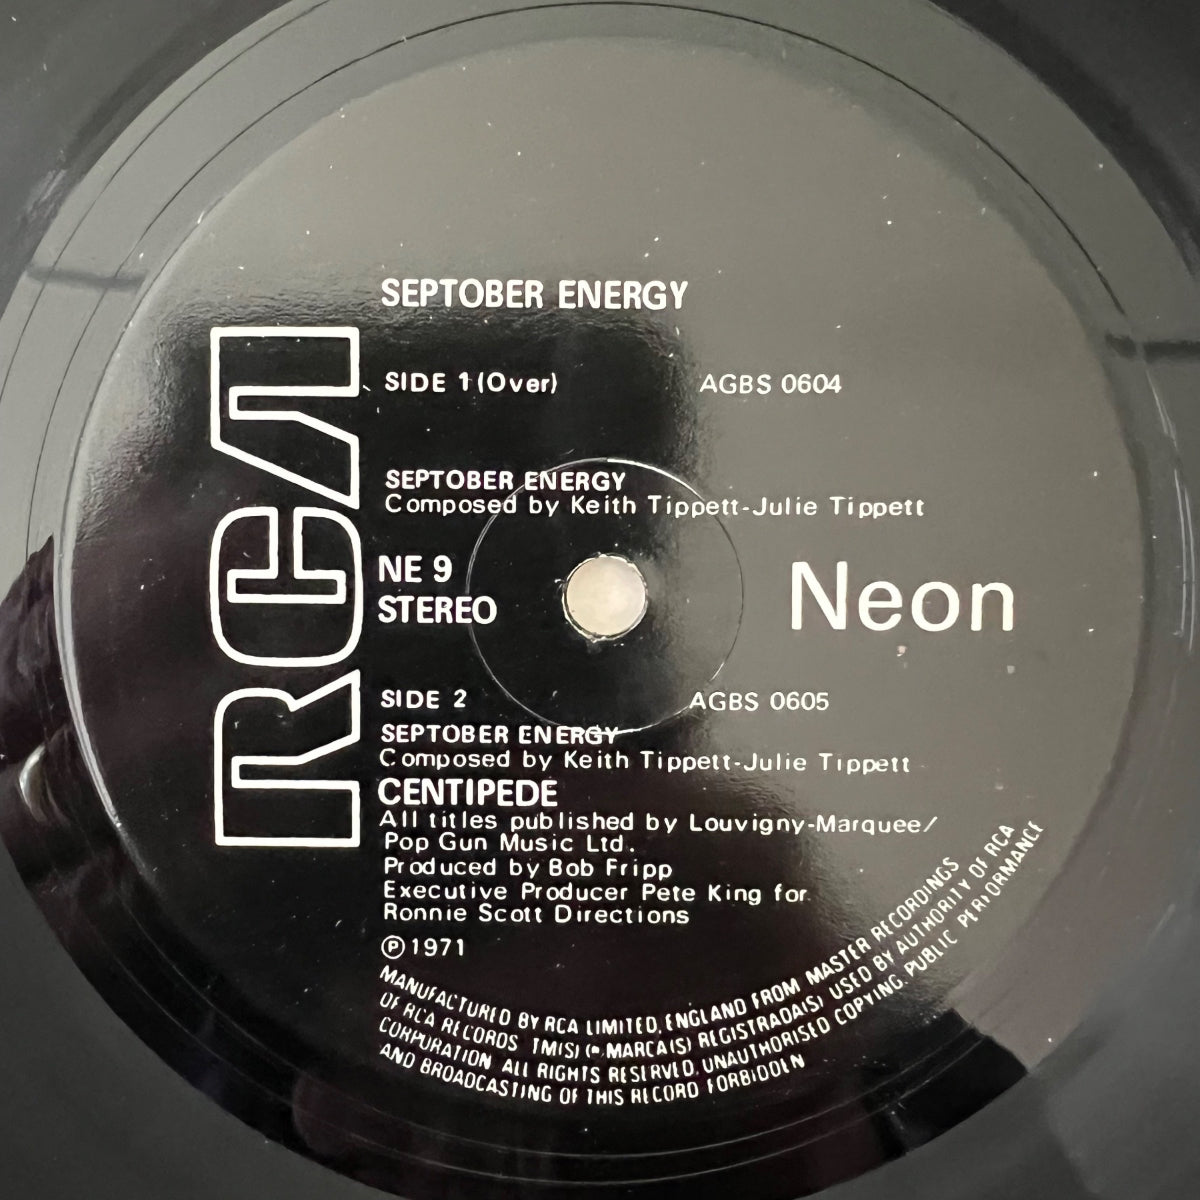 SEPTOBER ENERGY
SIDE 1 (Over) AGBS 0604
SEPTOBER ENERGY
Composed by Keith Tippett-Julie Tippett
RCA
NE 9
STEREO
Neon
SIDE 2 AGBS 0605
SEPTOBER ENERGY
Composed by Keith Tippett-Julie Tippett
CENTIPEDE
All titles published by Louvigny-Marquee/
Pop Gun Music Ltd.
Produced by Bob Fripp
Executive Producer Pete King for
Ronnie Scott Directions
Ⓟ 1971
MANUFACTURED BY RCA LIMITED, ENGLAND FROM MASTER RECORDINGS
OF RCA RECORDS TM(S) (® MARCA(S) REGISTRADA(S) USED BY AUTHORITY OF RCA
CORPORATION ALL RIGHTS RESERVED. UNAUTHORISED COPYING, PUBLIC PERFORMANCE
AND BROADCASTING OF THIS RECORD FORBIDDEN